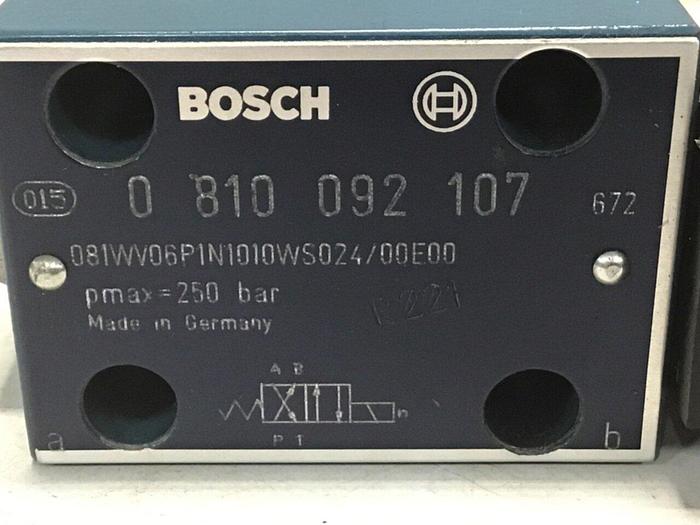 BOSCH
015 0 810 092 107 672
081WV06P1N1010WS024/00E00
pmax=250 bar
Made in Germany
A B
a b
P T